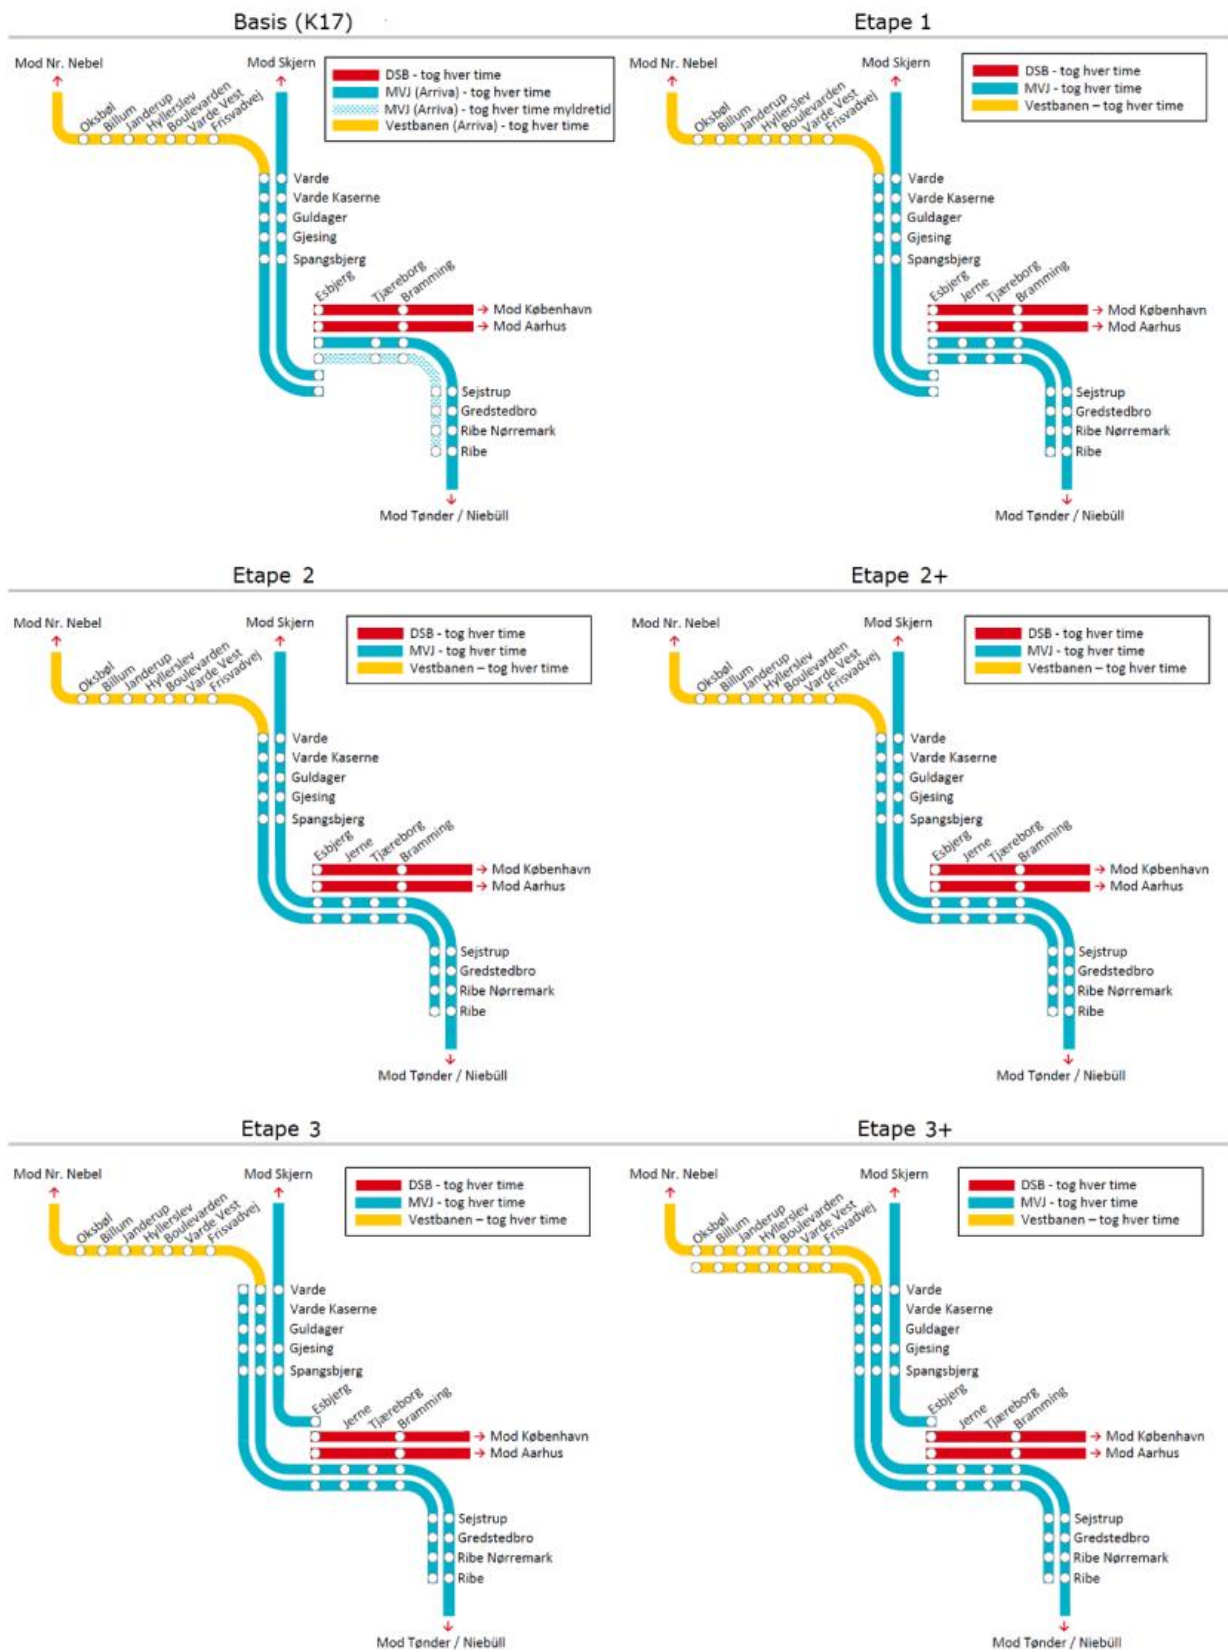 Basis (K17)
Mod Nr. Nebel
Mod Skjern
DSB - tog hver time
MVJ (Arriva) - tog hver time
MVJ (Arriva) - tog hver time myldretid
Vestbanen (Arriva) - tog hver time
Oksbøl
Billum
Janderup
Hyllerslev
Boulevarden
Varde Vest
Frisvadvej
Varde
Varde Kaserne
Guldager
Gjesing
Spangsbjerg
Esbjerg
Tjæreborg
Bramming
Mod København
Mod Aarhus
Sejstrup
Gredstedbro
Ribe Nørremark
Ribe
Mod Tønder / Niebüll
Etape 1
Mod Nr. Nebel
Mod Skjern
DSB - tog hver time
MVJ - tog hver time
Vestbanen – tog hver time
Oksbøl
Billum
Janderup
Hyllerslev
Boulevarden
Varde Vest
Frisvadvej
Varde
Varde Kaserne
Guldager
Gjesing
Spangsbjerg
Esbjerg
Jerne
Tjæreborg
Bramming
Mod København
Mod Aarhus
Sejstrup
Gredstedbro
Ribe Nørremark
Ribe
Mod Tønder / Niebüll
Etape 2
Mod Nr. Nebel
Mod Skjern
DSB - tog hver time
MVJ - tog hver time
Vestbanen – tog hver time
Oksbøl
Billum
Janderup
Hyllerslev
Boulevarden
Varde Vest
Frisvadvej
Varde
Varde Kaserne
Guldager
Gjesing
Spangsbjerg
Esbjerg
Jerne
Tjæreborg
Bramming
Mod København
Mod Aarhus
Sejstrup
Gredstedbro
Ribe Nørremark
Ribe
Mod Tønder / Niebüll
Etape 2+
Mod Nr. Nebel
Mod Skjern
DSB - tog hver time
MVJ - tog hver time
Vestbanen – tog hver time
Oksbøl
Billum
Janderup
Hyllerslev
Boulevarden
Varde Vest
Frisvadvej
Varde
Varde Kaserne
Guldager
Gjesing
Spangsbjerg
Esbjerg
Jerne
Tjæreborg
Bramming
Mod København
Mod Aarhus
Sejstrup
Gredstedbro
Ribe Nørremark
Ribe
Mod Tønder / Niebüll
Etape 3
Mod Nr. Nebel
Mod Skjern
DSB - tog hver time
MVJ - tog hver time
Vestbanen – tog hver time
Oksbøl
Billum
Janderup
Hyllerslev
Boulevarden
Varde Vest
Frisvadvej
Varde
Varde Kaserne
Guldager
Gjesing
Spangsbjerg
Esbjerg
Jerne
Tjæreborg
Bramming
Mod København
Mod Aarhus
Sejstrup
Gredstedbro
Ribe Nørremark
Ribe
Mod Tønder / Niebüll
Etape 3+
Mod Nr. Nebel
Mod Skjern
DSB - tog hver time
MVJ - tog hver time
Vestbanen – tog hver time
Oksbøl
Billum
Janderup
Hyllerslev
Boulevarden
Varde Vest
Frisvadvej
Varde
Varde Kaserne
Guldager
Gjesing
Spangsbjerg
Esbjerg
Jerne
Tjæreborg
Bramming
Mod København
Mod Aarhus
Sejstrup
Gredstedbro
Ribe Nørremark
Ribe
Mod Tønder / Niebüll